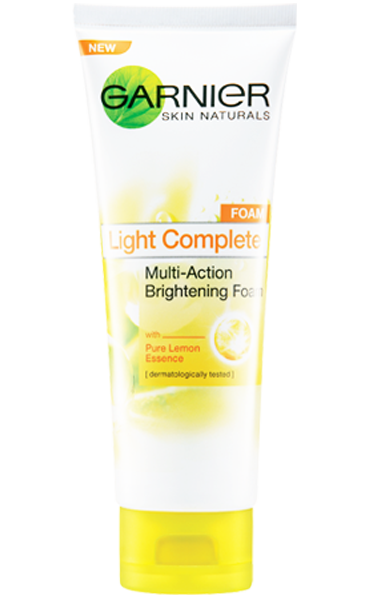 NEW
GARNIER
SKIN NATURALS
FOAM
Light Complete
Multi-Action
Brightening Foam
with
Pure Lemon
Essence
[ dermatologically tested ]